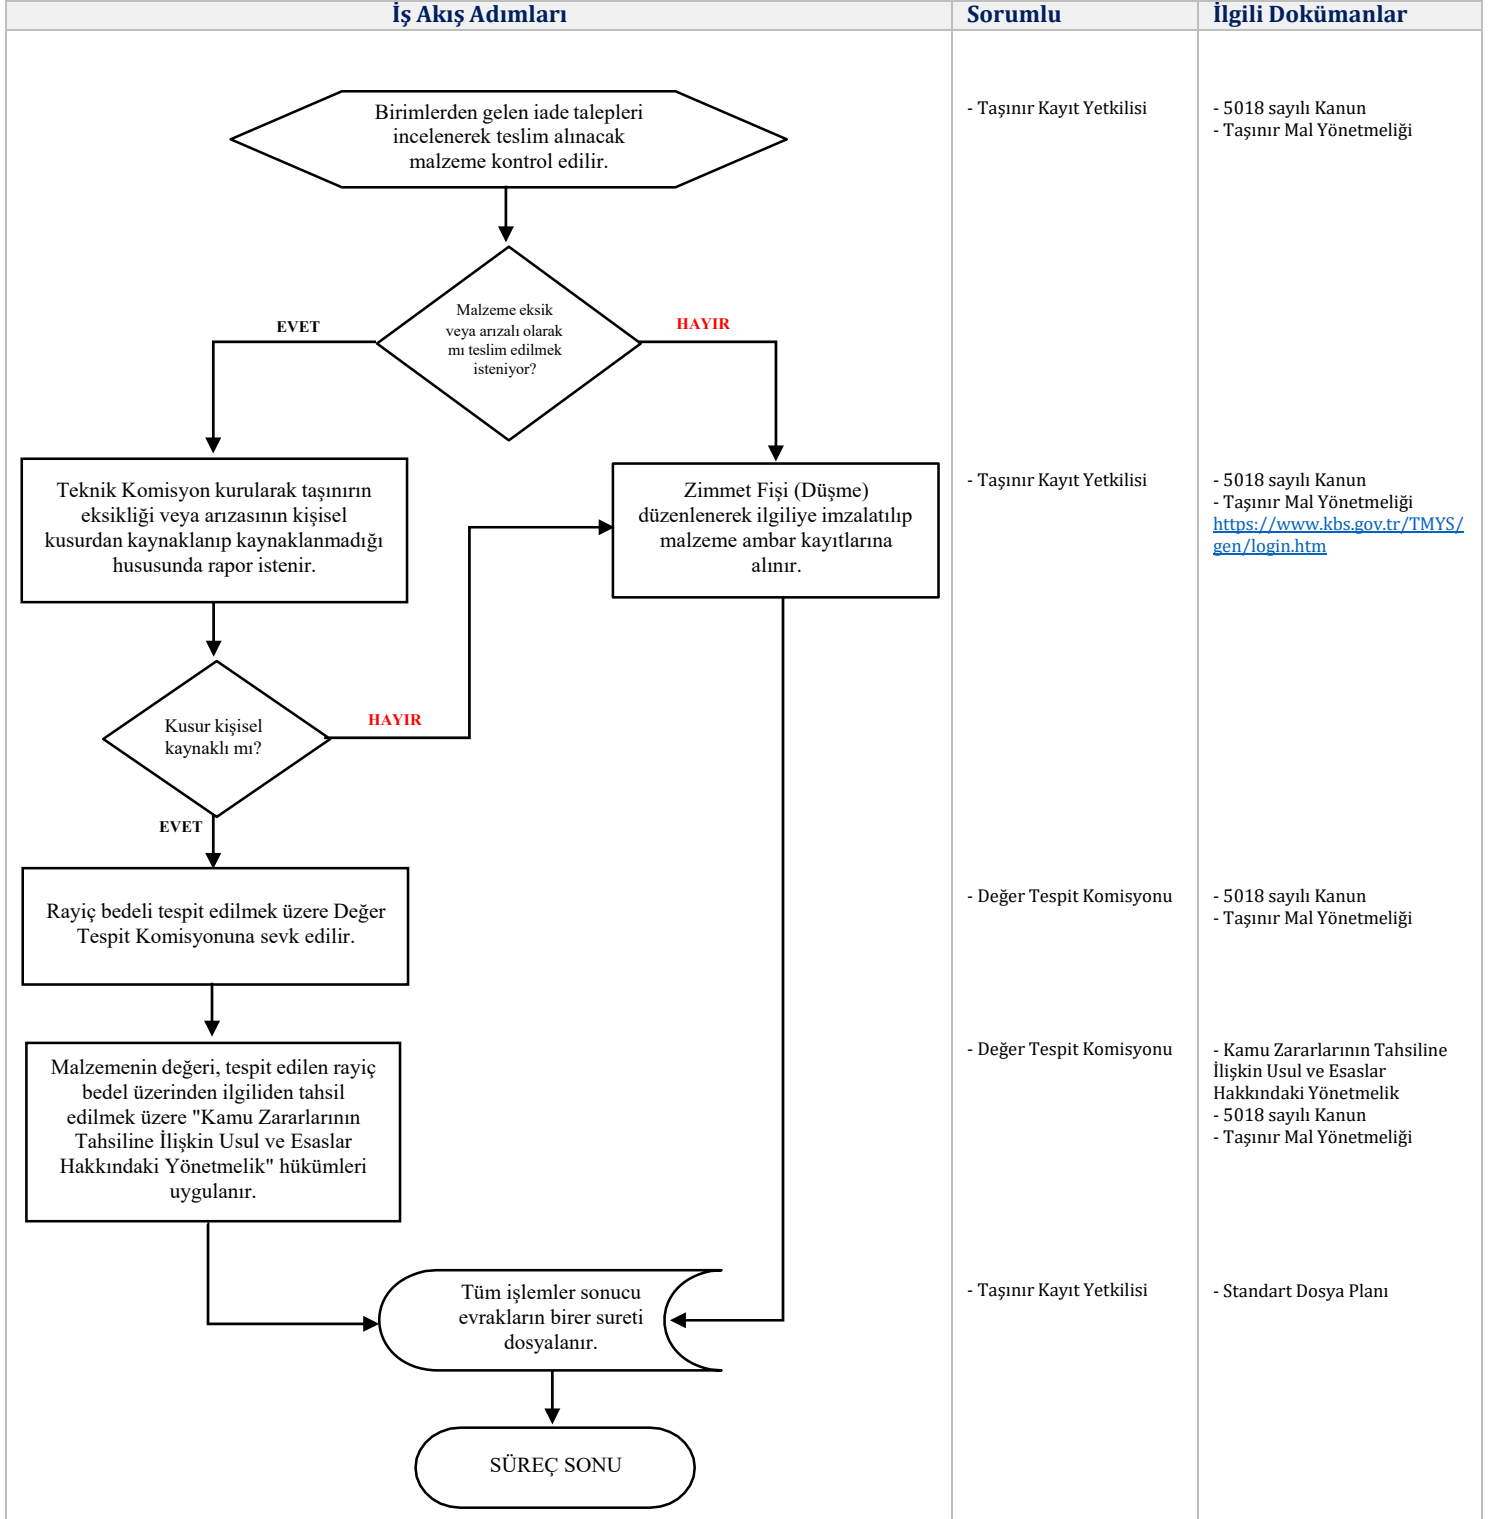 İş Akış Adımları
Sorumlu
İlgili Dokümanlar
Birimlerden gelen iade talepleri
incelenerek teslim alınacak
malzeme kontrol edilir.
- Taşınır Kayıt Yetkilisi
- 5018 sayılı Kanun
- Taşınır Mal Yönetmeliği
Malzeme eksik
veya arızalı olarak
mı teslim edilmek
isteniyor?
EVET
HAYIR
Teknik Komisyon kurularak taşınırın
eksikliği veya arızasının kişisel
kusurdan kaynaklanıp kaynaklanmadığı
hususunda rapor istenir.
Zimmet Fişi (Düşme)
düzenlenerek ilgiliye imzalatılıp
malzeme ambar kayıtlarına
alınır.
- Taşınır Kayıt Yetkilisi
- 5018 sayılı Kanun
- Taşınır Mal Yönetmeliği
https://www.kbs.gov.tr/TMYS/
gen/login.htm
Kusur kişisel
kaynaklı mı?
HAYIR
EVET
Rayiç bedeli tespit edilmek üzere Değer
Tespit Komisyonuna sevk edilir.
- Değer Tespit Komisyonu
- 5018 sayılı Kanun
- Taşınır Mal Yönetmeliği
Malzemenin değeri, tespit edilen rayiç
bedel üzerinden ilgiliden tahsil
edilmek üzere "Kamu Zararlarının
Tahsiline İlişkin Usul ve Esaslar
Hakkındaki Yönetmelik" hükümleri
uygulanır.
- Değer Tespit Komisyonu
- Kamu Zararlarının Tahsiline
İlişkin Usul ve Esaslar
Hakkındaki Yönetmelik
- 5018 sayılı Kanun
- Taşınır Mal Yönetmeliği
Tüm işlemler sonucu
evrakların birer sureti
dosyalanır.
- Taşınır Kayıt Yetkilisi
- Standart Dosya Planı
SÜREÇ SONU